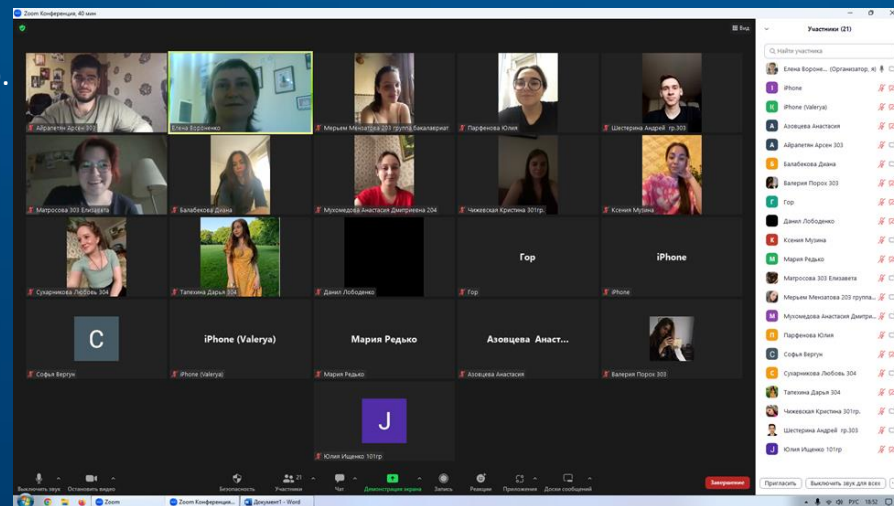 Zoom Конференция, 40 мин
Вид
Айрапетян Арсен 303
Елена Бороненко
Мерьем Мензатова 203 группа бакалавриат
Парфенова Юлия
Шестерина Андрей гр.303
Матросова 303 Елизавета
Балабекова Диана
Мухомедова Анастасия Дмитриевна 204
Чижевская Кристина 301гр.
Ксения Музина
Сухарникова Любовь 304
Тапехина Дарья 304
Данил Лободенко
Гор
Гор
iPhone
iPhone
C
Софья Вергун
iPhone (Valerya)
iPhone (Valerya)
Мария Редько
Мария Редько
Азовцева Анаст...
Азовцева Анастасия
Валерия Порох 303
J
Юлия Ищенко 101гр
Выключить звук
Остановить видео
Безопасность
Участники
21
Чат
Демонстрация экрана
Запись
Реакции
Приложения
Доски сообщений
Завершение
Участники (21)
Найти участника
Елена Бороне... (Организатор, я)
I iPhone
iPhone (Valerya)
А Азовцева Анастасия
А Айрапетян Арсен 303
Б Балабекова Диана
Валерия Порох 303
Г Гор
Данил Лободенко
К Ксения Музина
М Мария Редько
Матросова 303 Елизавета
Мерьем Мензатова 203 группа...
М Мухомедова Анастасия Дмитри...
П Парфенова Юлия
C Софья Вергун
С Сухарникова Любовь 304
Тапехина Дарья 304
Чижевская Кристина 301гр.
Шестерина Андрей гр.303
J Юлия Ищенко 101гр
Пригласить
Выключить звук для всех
Zoom
Zoom Конференция...
Документ1 - Word
РУС
18:52